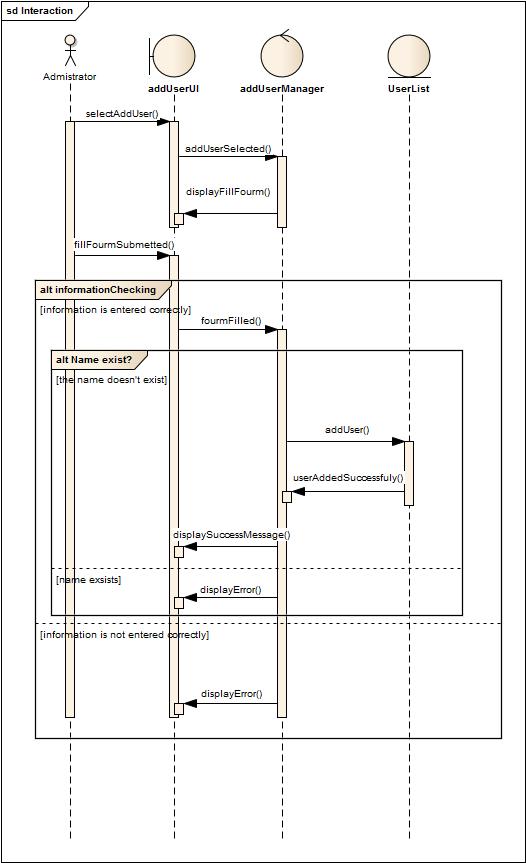 sd Interaction
Admistrator
addUserUI
addUserManager
UserList
selectAddUser()
addUserSelected()
displayFillFourm()
fillFourmSubmetted()
alt informationChecking
[information is entered correctly]
fourmFilled()
alt Name exist?
[the name doesn't exist]
addUser()
userAddedSuccessfuly()
displaySuccessMessage()
[name exsists]
displayError()
[information is not entered correctly]
displayError()